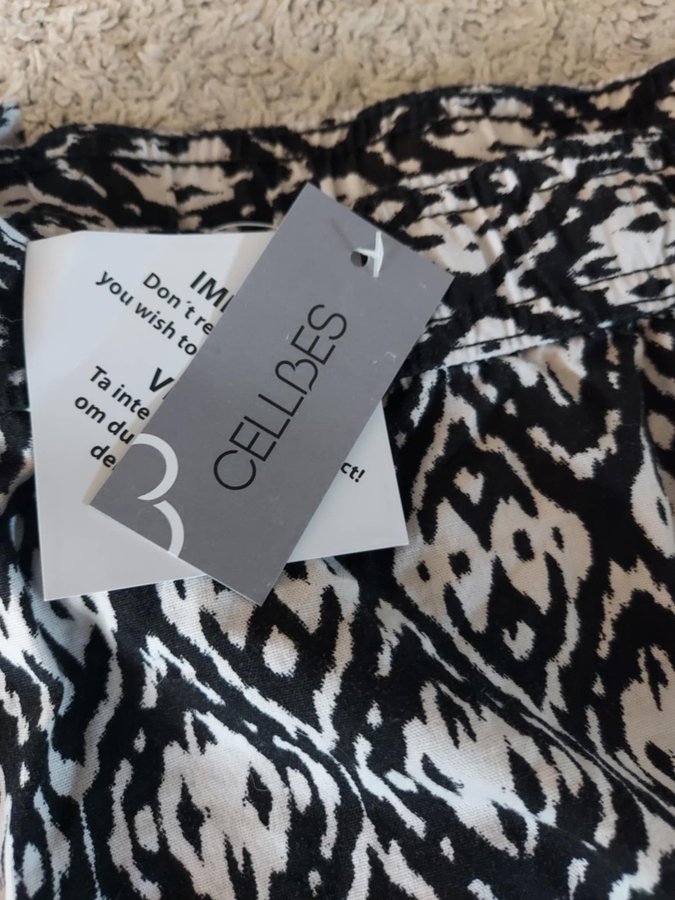 IM
Don´t re
you wish to
V
Ta inte
om du
de
ct!
CELLBES